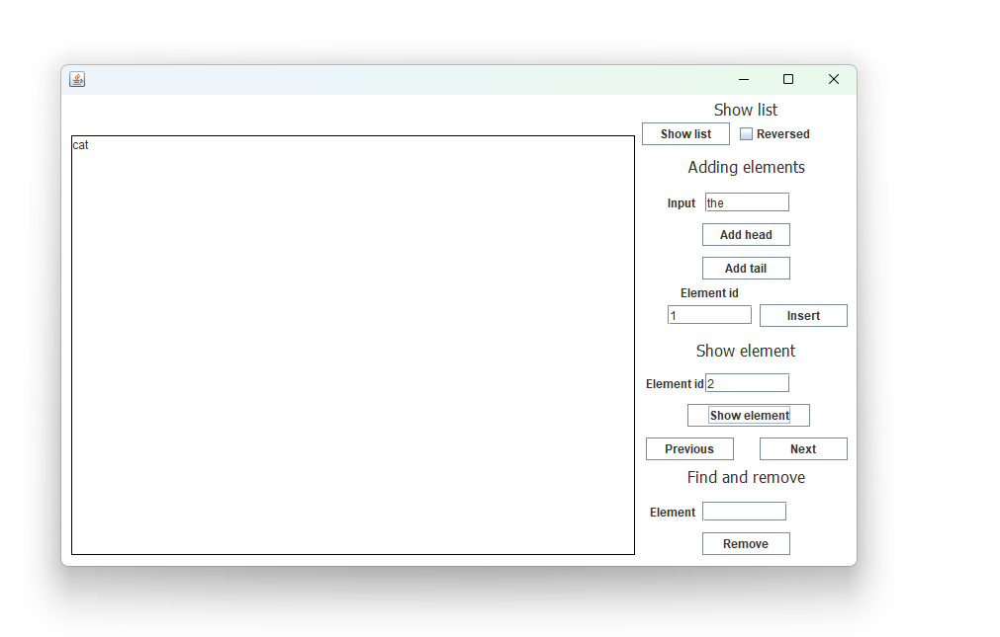 Show list
Show list Reversed
cat
Adding elements
Input the
Add head
Add tail
Element id
1 Insert
Show element
Element id 2
Show element
Previous Next
Find and remove
Element
Remove